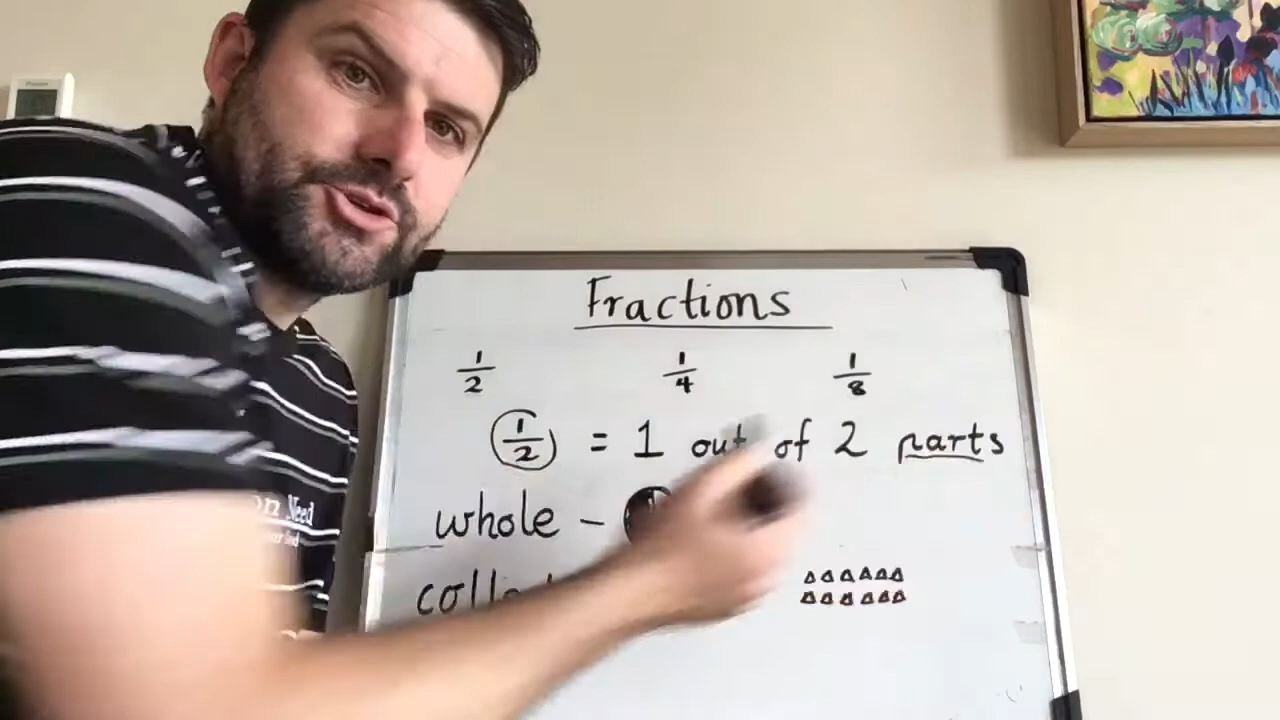 Fractions
1/2 1/4 1/8
1/2 = 1 out of 2 parts
whole -